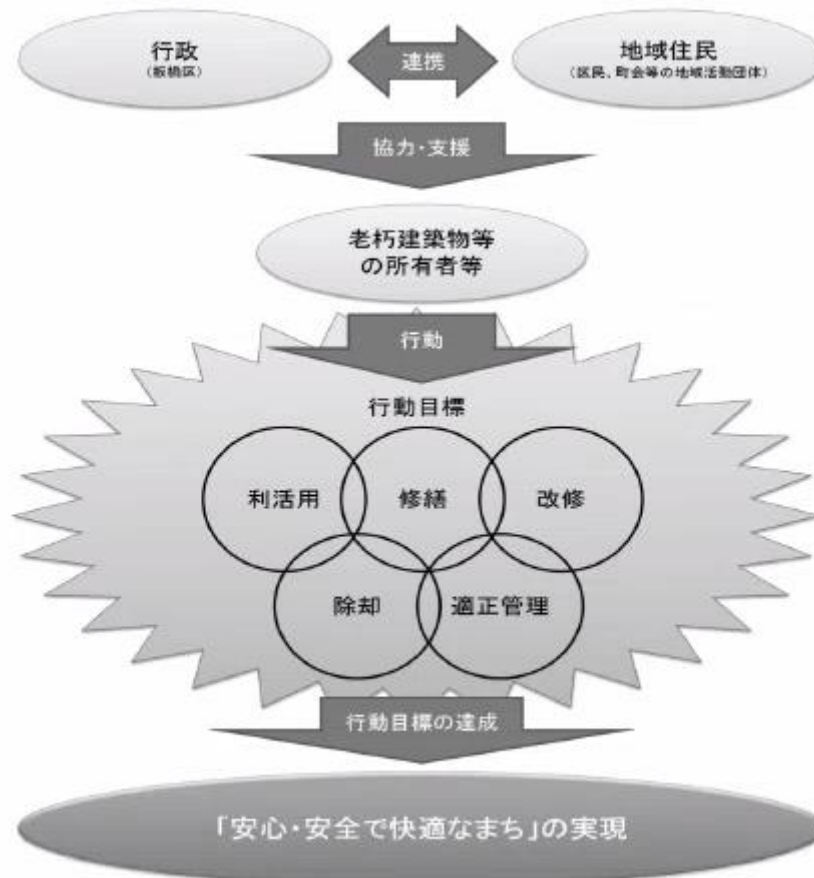 行政
(板橋区)
連携
地域住民
(区民、町会等の地域活動団体)
協力・支援
老朽建築物等
の所有者等
行動
行動目標
利活用
修繕
改修
除却
適正管理
行動目標の達成
「安心・安全で快適なまち」の実現